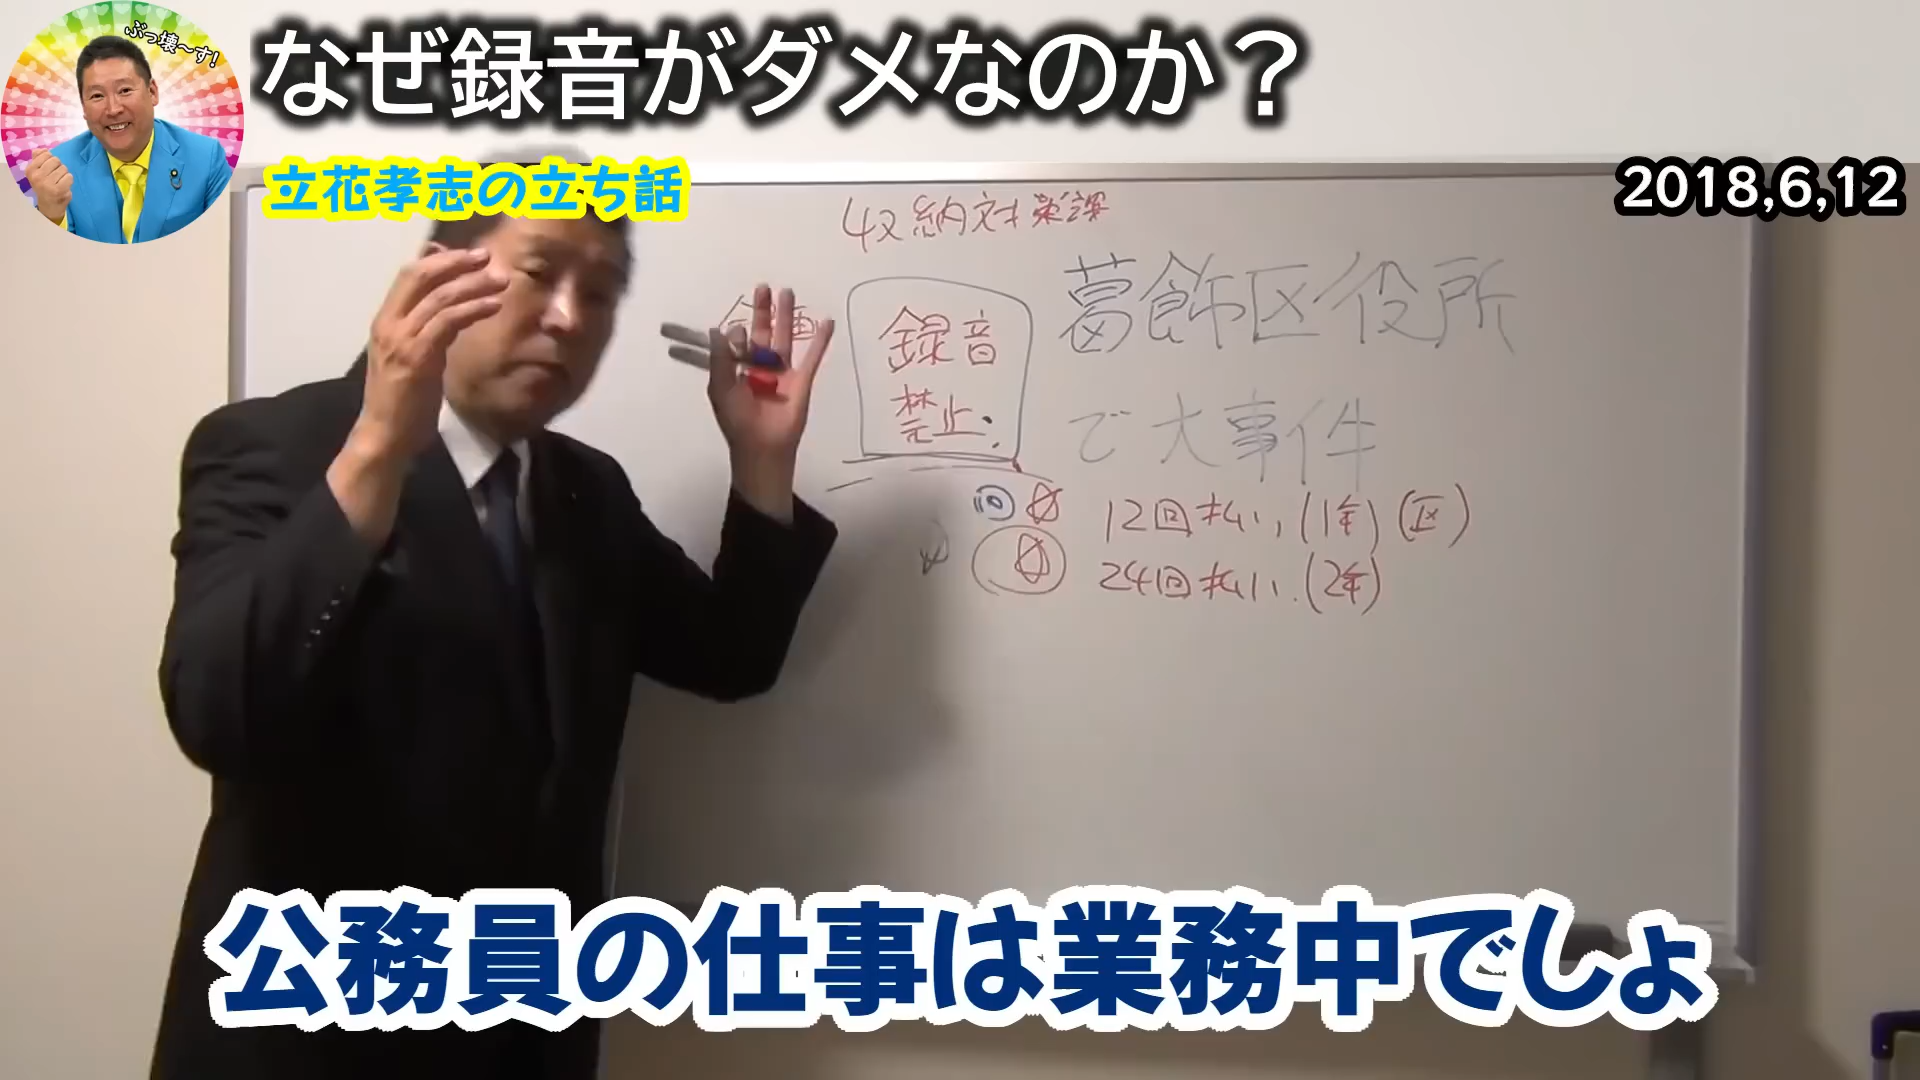 ぶっ壊〜す!
なぜ録音がダメなのか？
立花孝志の立ち話
2018,6,12
収納対策課
葛飾区役所
録音
禁止
で大事件
12回払い,(1年)(区)
24回払い.(2年)
公務員の仕事は業務中でしょ